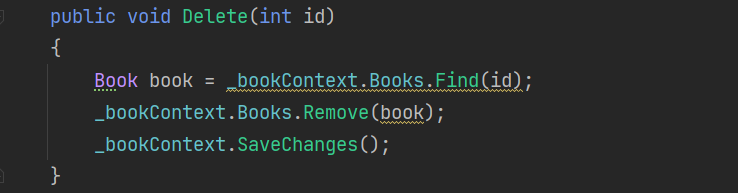 public void Delete(int id)
{
Book book = _bookContext.Books.Find(id);
_bookContext.Books.Remove(book);
_bookContext.SaveChanges();
}